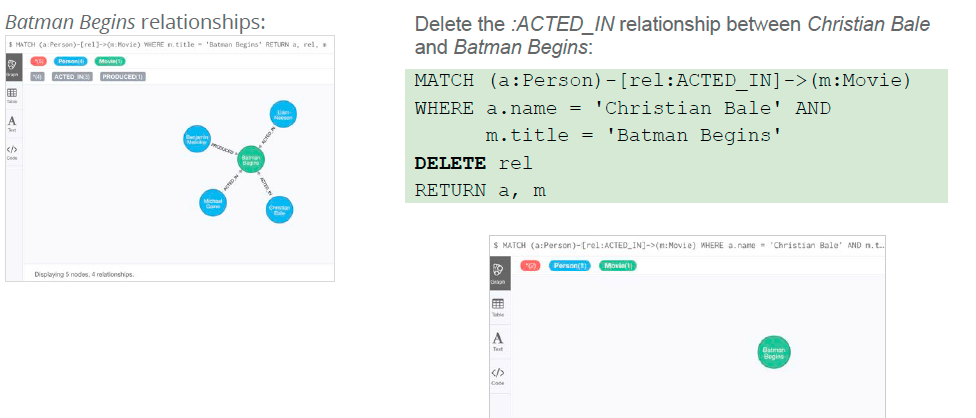 Batman Begins relationships:
$ MATCH (a:Person)-[rel]->(m:Movie) WHERE m.title = 'Batman Begins' RETURN a, rel, m
*(5) Person(4) Movie(1)
*(4) ACTED_IN(3) PRODUCED(1)
Graph
Table
A
Text
</>
Code
Liam
Neeson
Benjamin
Melniker
PRODUCED
ACTED_IN
Batman
Begins
ACTED_IN
ACTED_IN
Michael
Caine
Christian
Bale
Displaying 5 nodes, 4 relationships.
Delete the :ACTED_IN relationship between Christian Bale
and Batman Begins:
MATCH (a:Person)-[rel:ACTED_IN]->(m:Movie)
WHERE a.name = 'Christian Bale' AND
m.title = 'Batman Begins'
DELETE rel
RETURN a, m
$ MATCH (a:Person)-[rel:ACTED_IN]->(m:Movie) WHERE a.name = 'Christian Bale' AND m.t…
*(2) Person(1) Movie(1)
Graph
Table
A
Text
</>
Code
Batman
Begins